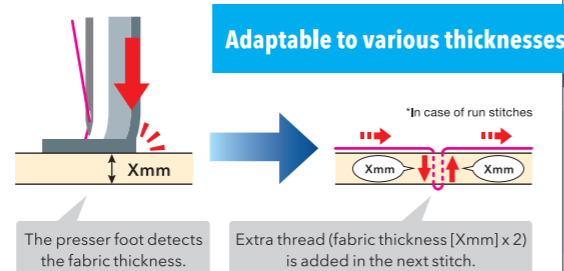 Adaptable to various thicknesses
*In case of run stitches
Xmm
Xmm
Xmm
The presser foot detects
the fabric thickness.
Extra thread (fabric thickness [Xmm] x 2)
is added in the next stitch.